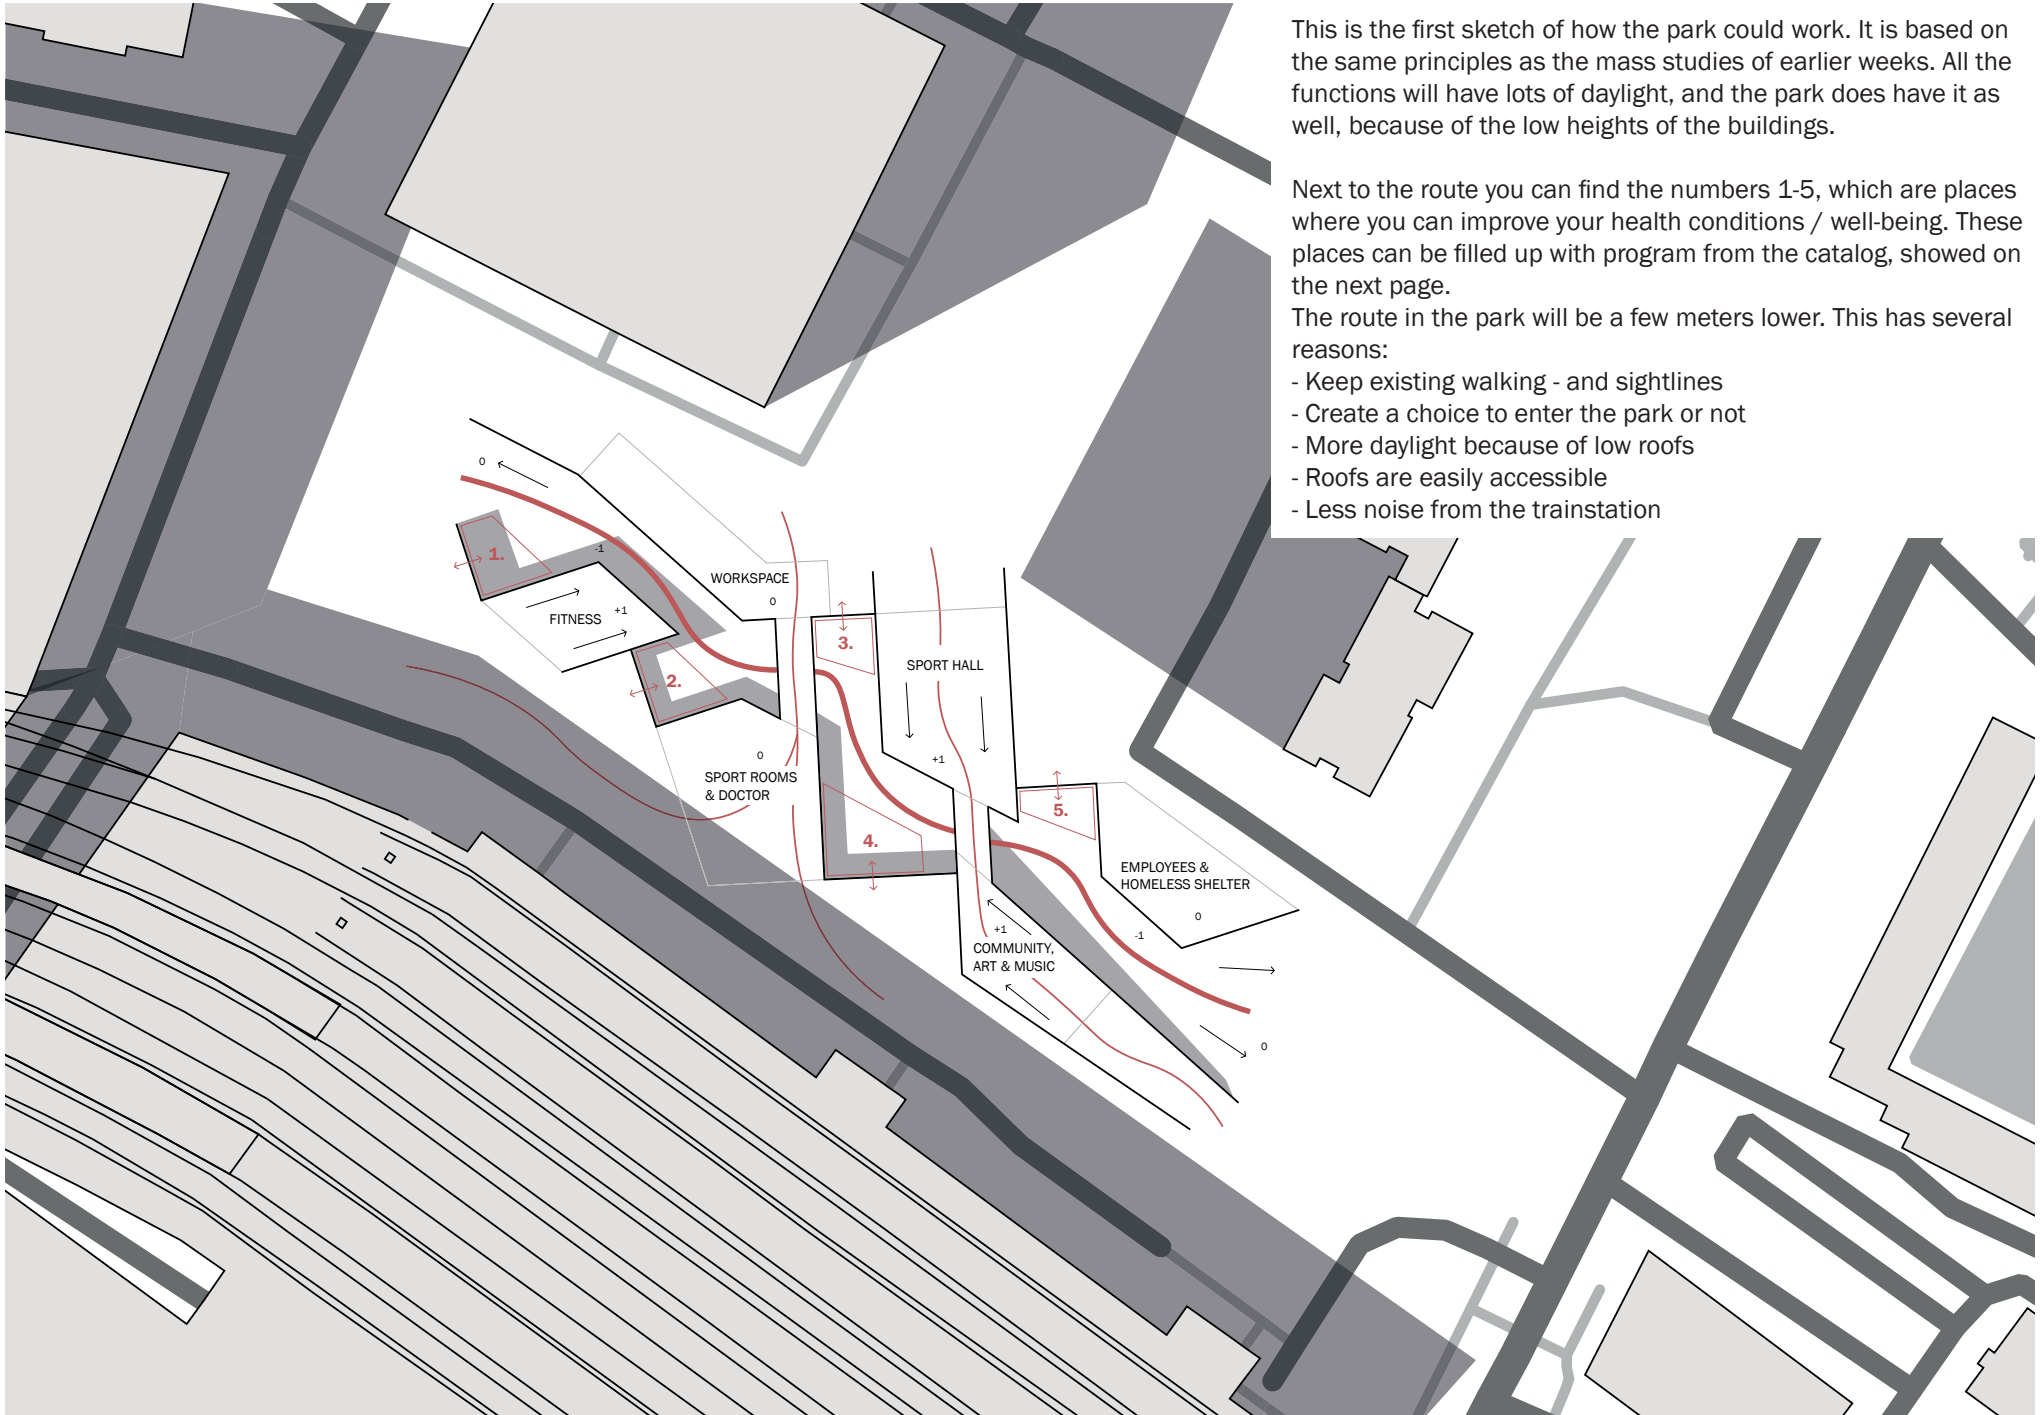 This is the first sketch of how the park could work. It is based on
the same principles as the mass studies of earlier weeks. All the
functions will have lots of daylight, and the park does have it as
well, because of the low heights of the buildings.
Next to the route you can find the numbers 1-5, which are places
where you can improve your health conditions / well-being. These
places can be filled up with program from the catalog, showed on
the next page.
The route in the park will be a few meters lower. This has several
reasons:
- Keep existing walking - and sightlines
- Create a choice to enter the park or not
- More daylight because of low roofs
- Roofs are easily accessible
- Less noise from the trainstation
0
1.
-1
WORKSPACE
0
FITNESS
+1
2.
3.
SPORT HALL
+1
0
SPORT ROOMS
& DOCTOR
4.
5.
EMPLOYEES &
HOMELESS SHELTER
0
-1
+1
COMMUNITY,
ART & MUSIC
0